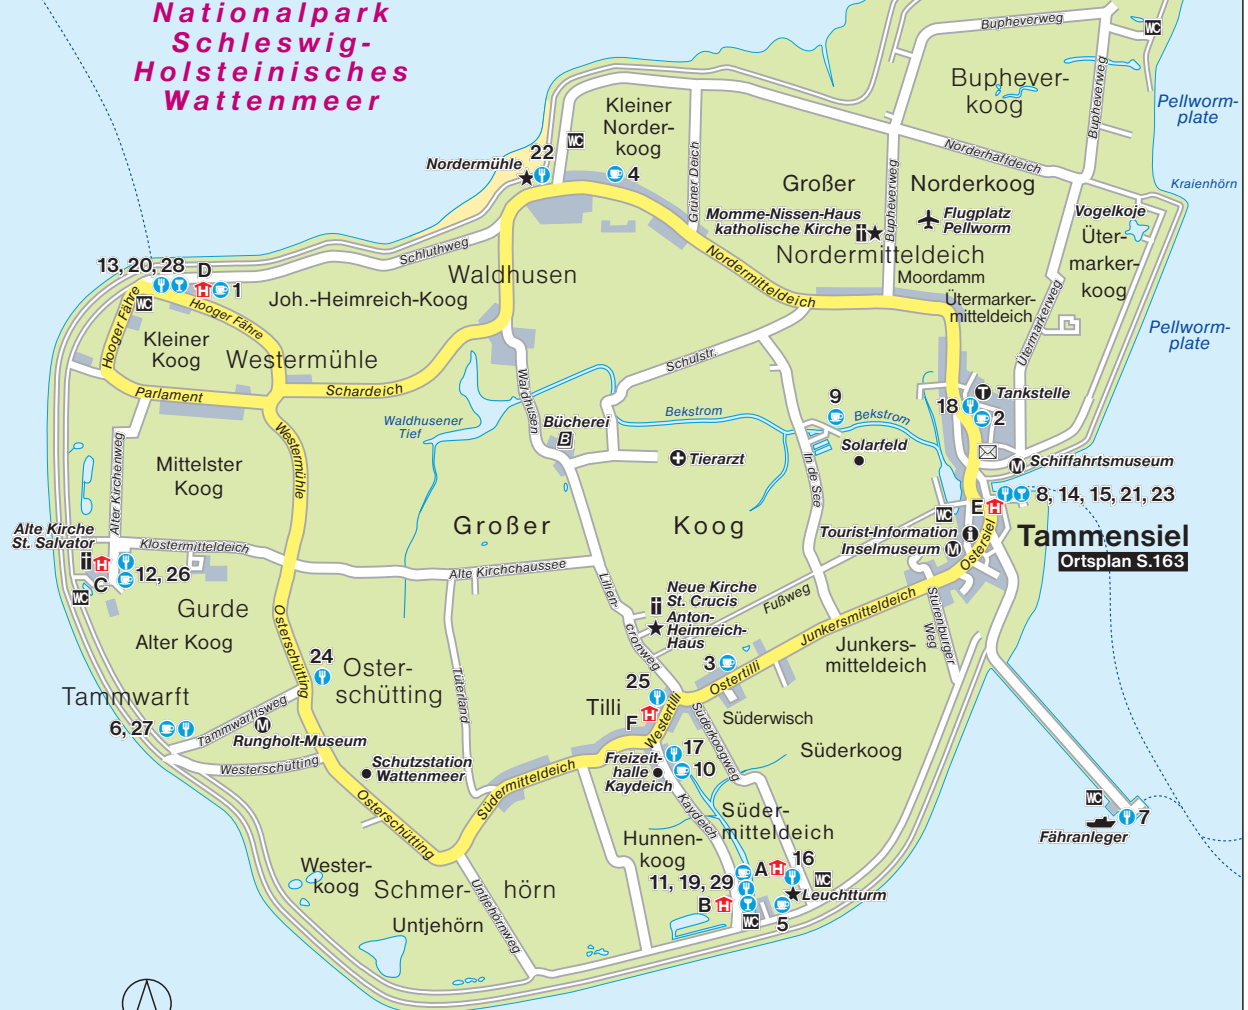 Nationalpark
Schleswig-
Holsteinisches
Wattenmeer
Bupheverweg
WC
Bupheverweg
Buphever-
koog
Pellworm-
plate
Kleiner
Norder-
koog
WC
22
Nordermühle
4
Grüner Deich
Norderhafdeich
Kraienhörn
Großer
Norderkoog
Bupheverweg
Momme-Nissen-Haus
katholische Kirche
Flugplatz
Pellworm
Vogelkoje
Üter-
marker-
koog
Nordermitteldeich
Moordamm
Nordermitteldeich
Ütermarker-
mitteldeich
Ütermarkerweg
Pellworm-
plate
Schluthweg
13, 20, 28
D
H
1
WC
Waldhusen
Joh.-Heimreich-Koog
Hooger Fähre
Hooger Fähre
Kleiner
Koog
Westermühle
Schardeich
Parlament
Schulstr.
Waldhusen
Waldhusener
Tief
Bekstrom
9
Bekstrom
Solarfeld
Bücherei
B
Tierarzt
T
Tankstelle
18
2
M
Schiffahrtsmuseum
Westermühle
Mittelster
Koog
Alter Kirchenweg
In de See
E
H
8, 14, 15, 21, 23
WC
Großer
Koog
Tammensiel
Ortsplan S.163
Tourist-Information
i
Inselmuseum
M
Ostersiel
Alte Kirche
St. Salvator
H
C
12, 26
WC
Klostermitteldeich
Alte Kirchchaussee
Gurde
Alter Koog
Lilien-
cronweg
Neue Kirche
St. Crucis
Anton-
Heimreich-
Haus
Fußweg
Stürenburger
Weg
Junkersmitteldeich
Junkers-
mitteldeich
Osterschütting
24
Oster-
schütting
Tüterland
Tammwarft
6, 27
Tammwarftsweg
M
Rungholt-Museum
Westerschütting
3
Ostertilli
25
Tilli
F
H
Westertilli
Süderwisch
Süderkoogweg
Süderkoog
Schutzstation
Wattenmeer
Südermitteldeich
Freizeit-
halle
Kaydeich
17
10
Osterschütting
Kaydeich
Süder-
mitteldeich
WC
7
Fähranleger
Hunnen-
koog
11, 19, 29
A
H
16
WC
B
H
Leuchtturm
WC
5
Wester-
koog
Schmer-
hörn
Untjehörn
Untjehörnweg